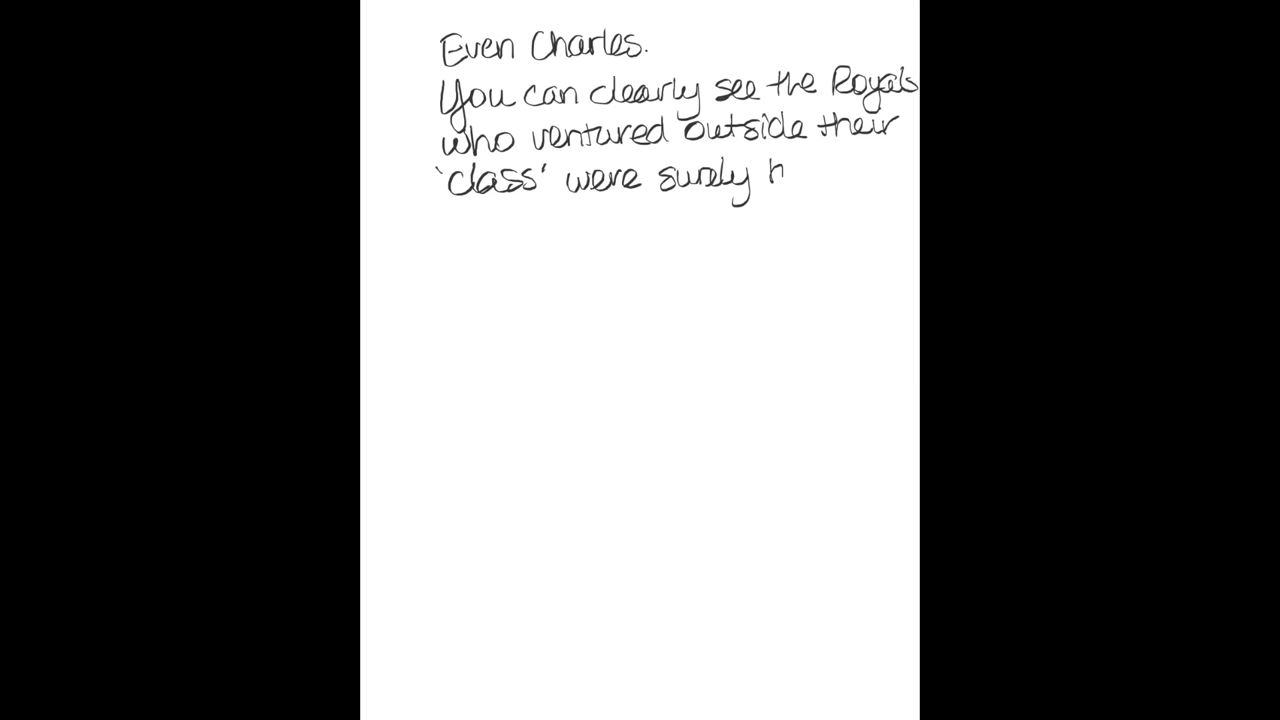 Even Charles.
You can clearly see the Royals
who ventured outside their
'class' were surely